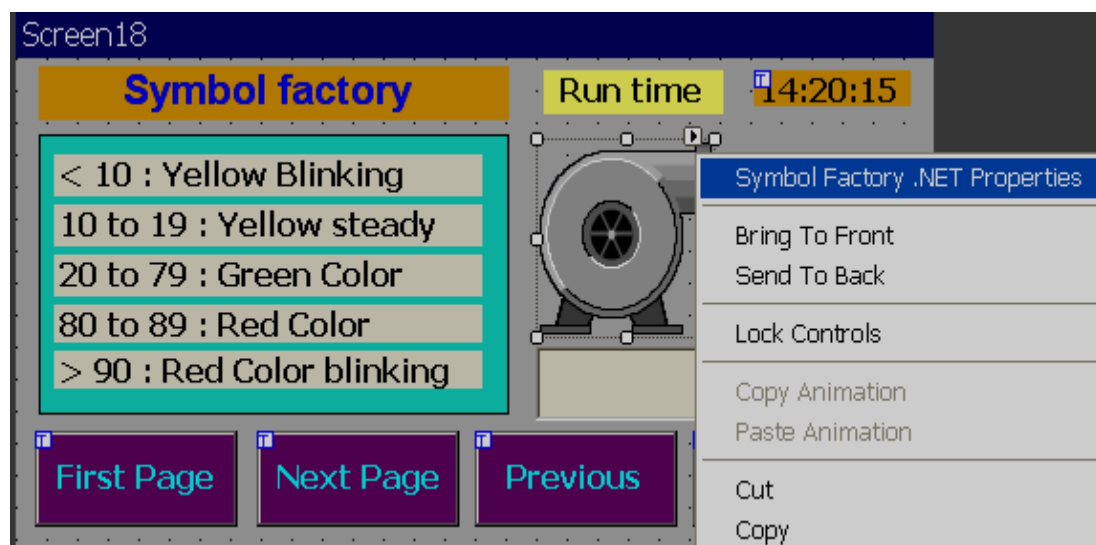 Screen18
Symbol factory
Run time
T
14:20:15
< 10 : Yellow Blinking
10 to 19 : Yellow steady
20 to 79 : Green Color
80 to 89 : Red Color
> 90 : Red Color blinking
Symbol Factory .NET Properties
Bring To Front
Send To Back
Lock Controls
Copy Animation
Paste Animation
Cut
Copy
T
First Page
T
Next Page
T
Previous